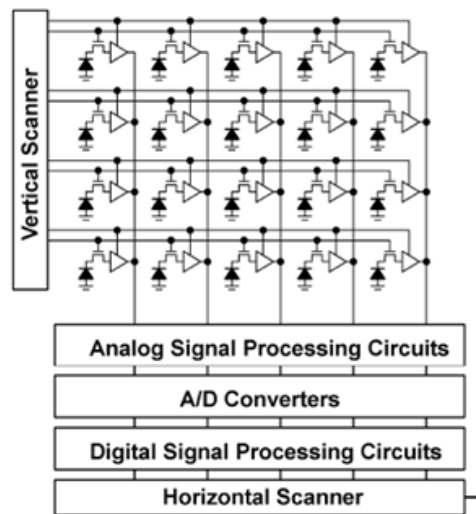 Vertical Scanner
Analog Signal Processing Circuits
A/D Converters
Digital Signal Processing Circuits
Horizontal Scanner